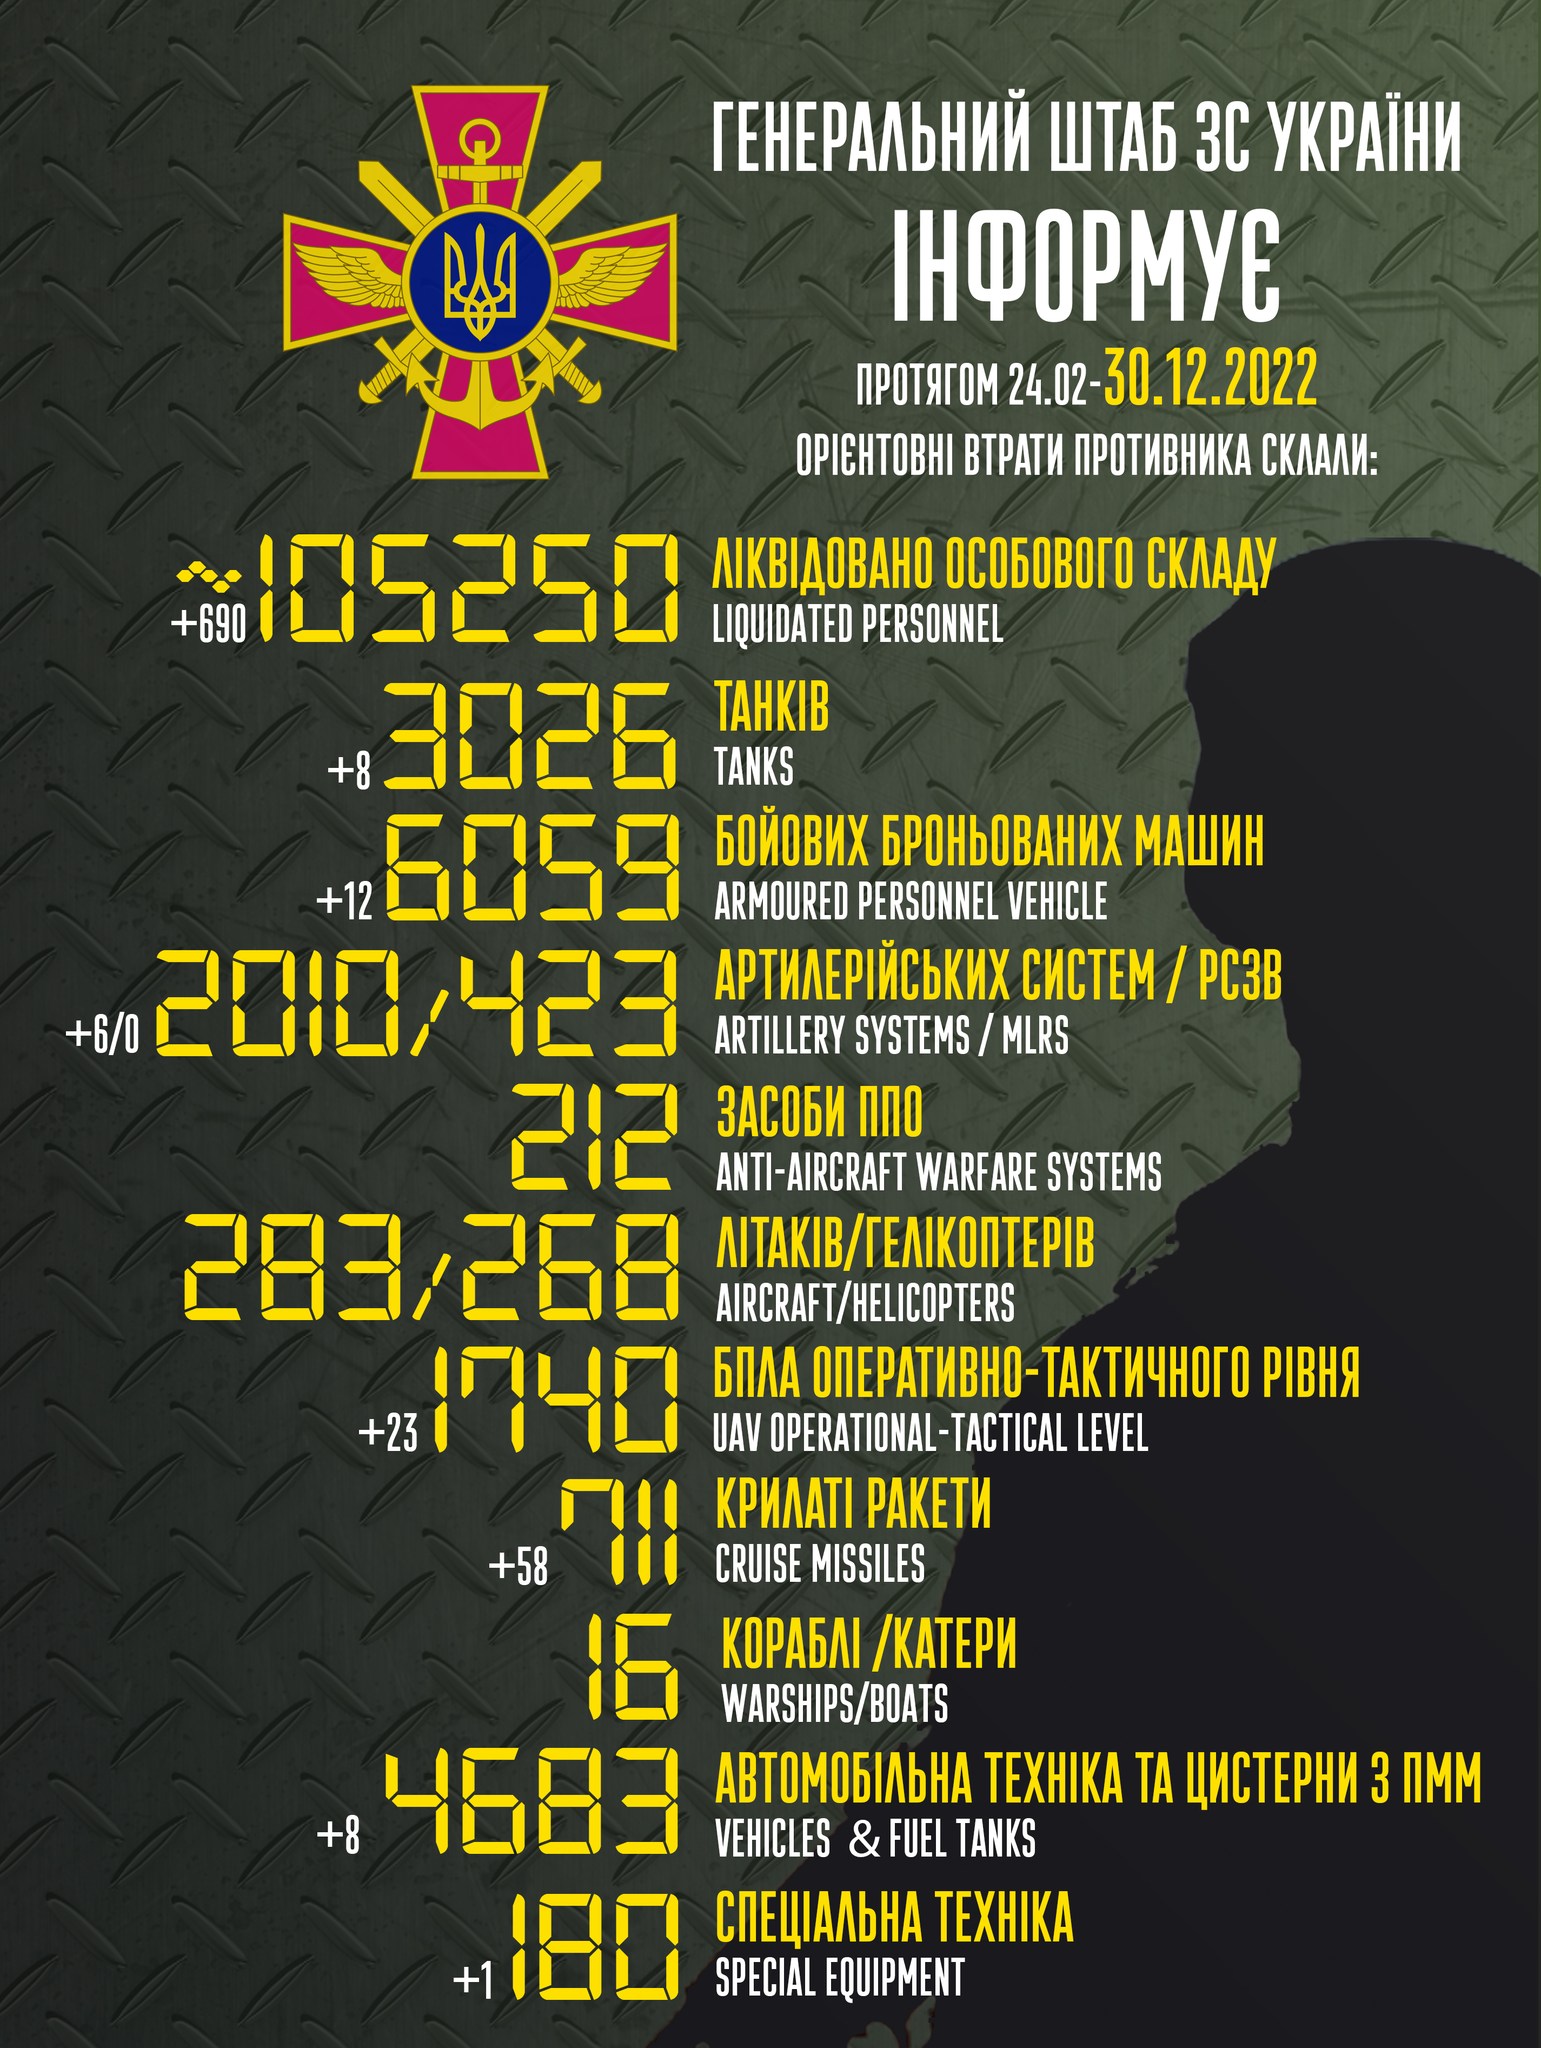 ГЕНЕРАЛЬНИЙ ШТАБ ЗС УКРАЇНИ
ІНФОРМУЄ
ПРОТЯГОМ 24.02-30.12.2022
ОРІЄНТОВНІ ВТРАТИ ПРОТИВНИКА СКЛАЛИ:
~105250 ЛІКВІДОВАНО ОСОБОВОГО СКЛАДУ
+690 LIQUIDATED PERSONNEL
3026 ТАНКІВ
+8 TANKS
6059 БОЙОВИХ БРОНЬОВАНИХ МАШИН
+12 ARMOURED PERSONNEL VEHICLE
2010/423 АРТИЛЕРІЙСЬКИХ СИСТЕМ / РСЗВ
+6/0 ARTILLERY SYSTEMS / MLRS
212 ЗАСОБИ ППО
ANTI-AIRCRAFT WARFARE SYSTEMS
283/268 ЛІТАКІВ/ГЕЛІКОПТЕРІВ
AIRCRAFT/HELICOPTERS
1740 БПЛА ОПЕРАТИВНО-ТАКТИЧНОГО РІВНЯ
+23 UAV OPERATIONAL-TACTICAL LEVEL
711 КРИЛАТІ РАКЕТИ
+58 CRUISE MISSILES
16 КОРАБЛІ /КАТЕРИ
WARSHIPS/BOATS
4683 АВТОМОБІЛЬНА ТЕХНІКА ТА ЦИСТЕРНИ З ПММ
+8 VEHICLES & FUEL TANKS
180 СПЕЦІАЛЬНА ТЕХНІКА
+1 SPECIAL EQUIPMENT